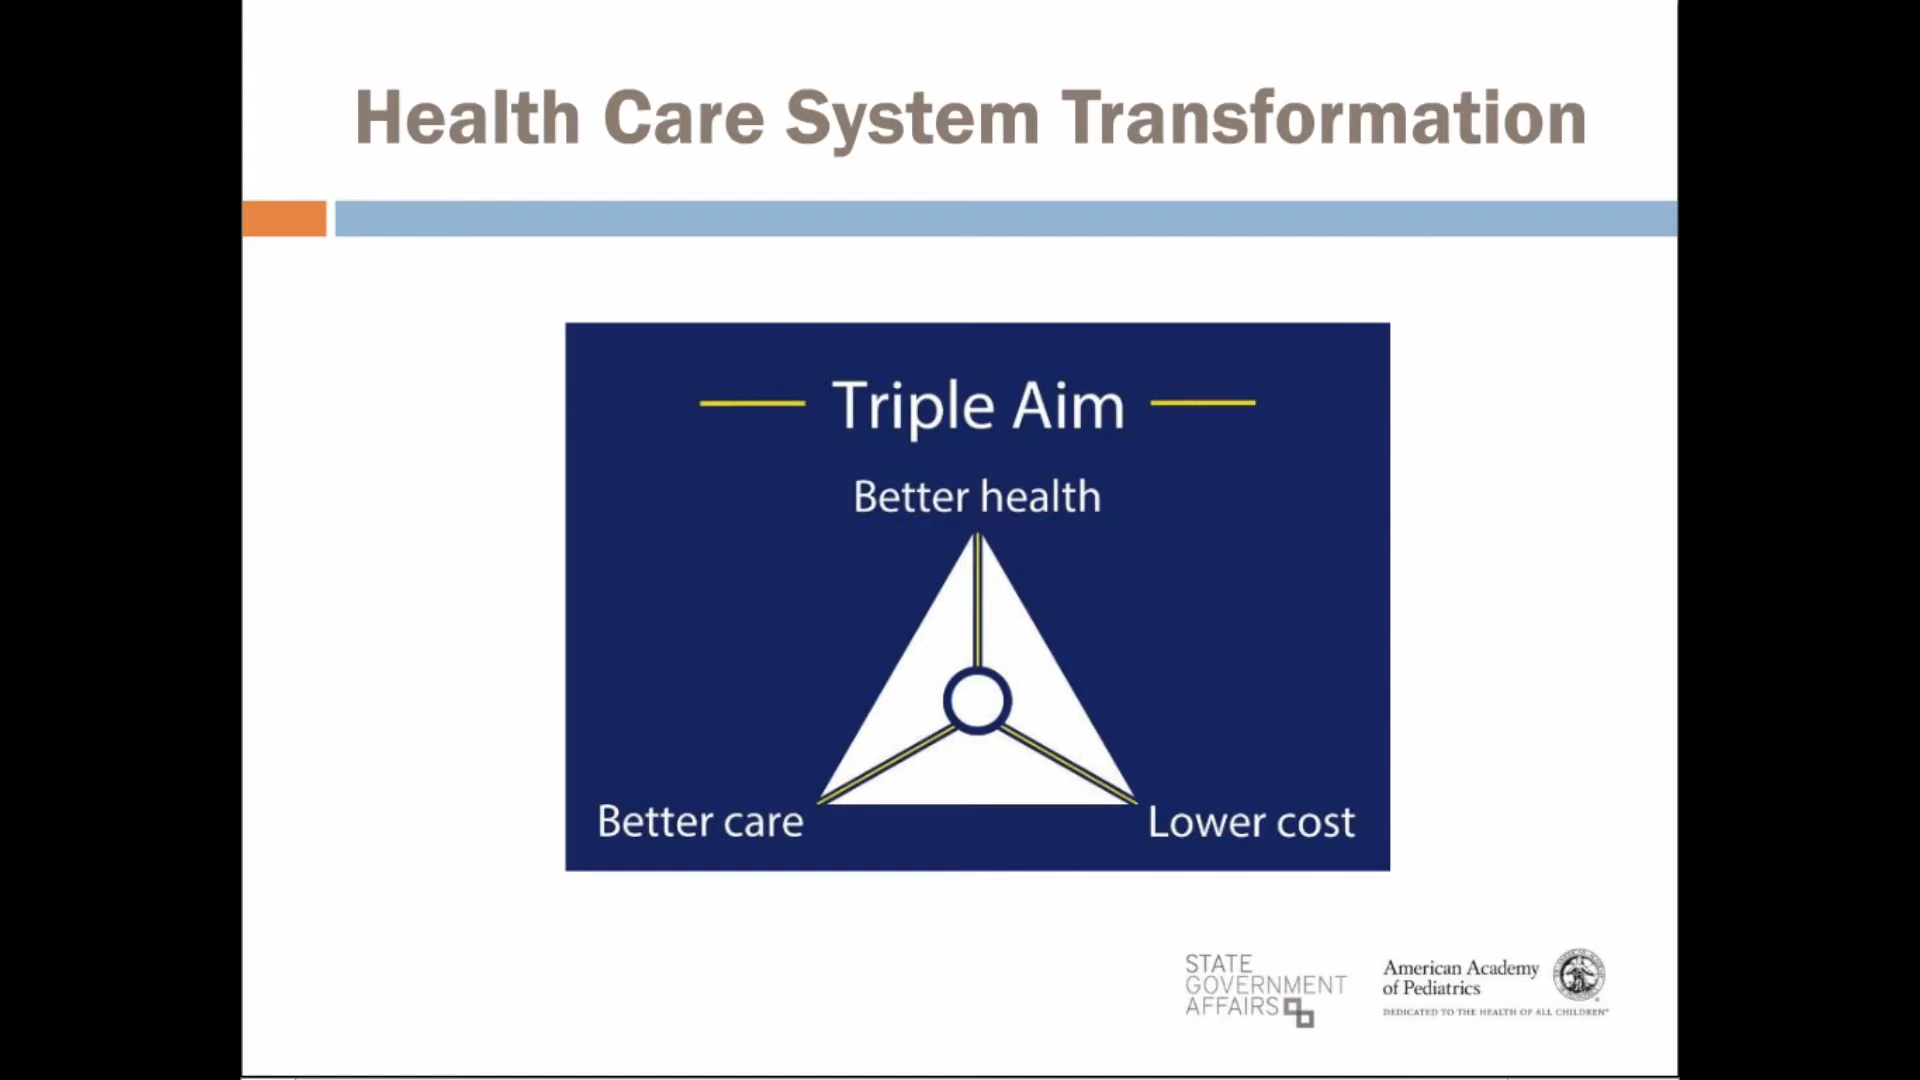 Health Care System Transformation
Triple Aim
Better health
Better care
Lower cost
STATE
GOVERNMENT
AFFAIRS
American Academy
of Pediatrics
DEDICATED TO THE HEALTH OF ALL CHILDREN®